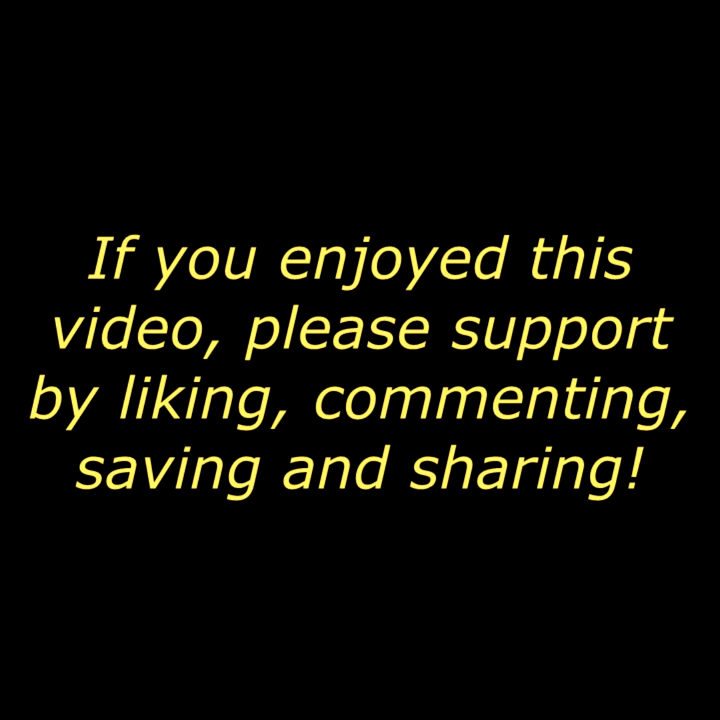 If you enjoyed this
video, please support
by liking, commenting,
saving and sharing!